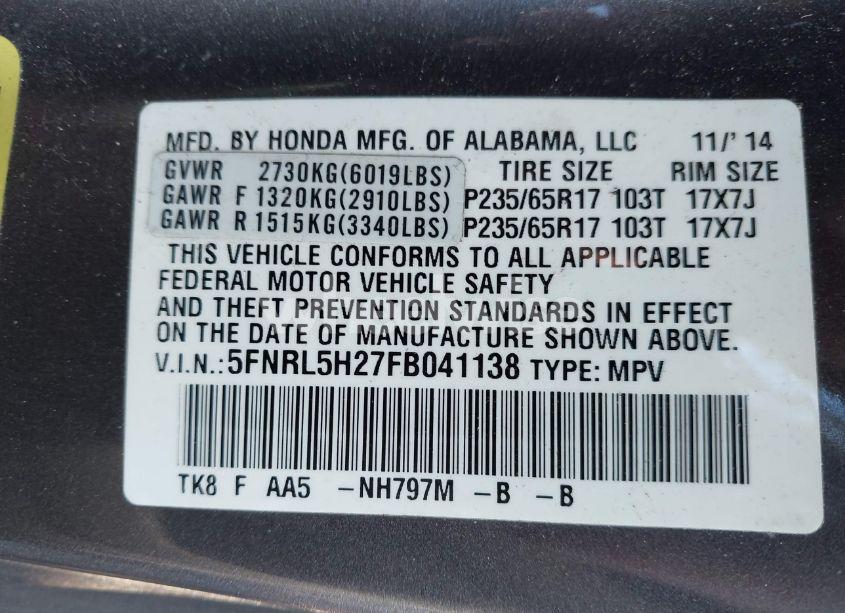 MFD. BY HONDA MFG. OF ALABAMA, LLC 11/' 14
GVWR 2730KG(6019LBS) TIRE SIZE RIM SIZE
GAWR F 1320KG(2910LBS) P235/65R17 103T 17X7J
GAWR R 1515KG(3340LBS) P235/65R17 103T 17X7J
THIS VEHICLE CONFORMS TO ALL APPLICABLE
FEDERAL MOTOR VEHICLE SAFETY
AND THEFT PREVENTION STANDARDS IN EFFECT
ON THE DATE OF MANUFACTURE SHOWN ABOVE.
V.I.N.: 5FNRL5H27FB041138 TYPE: MPV
TK8 F AA5 -NH797M -B -B